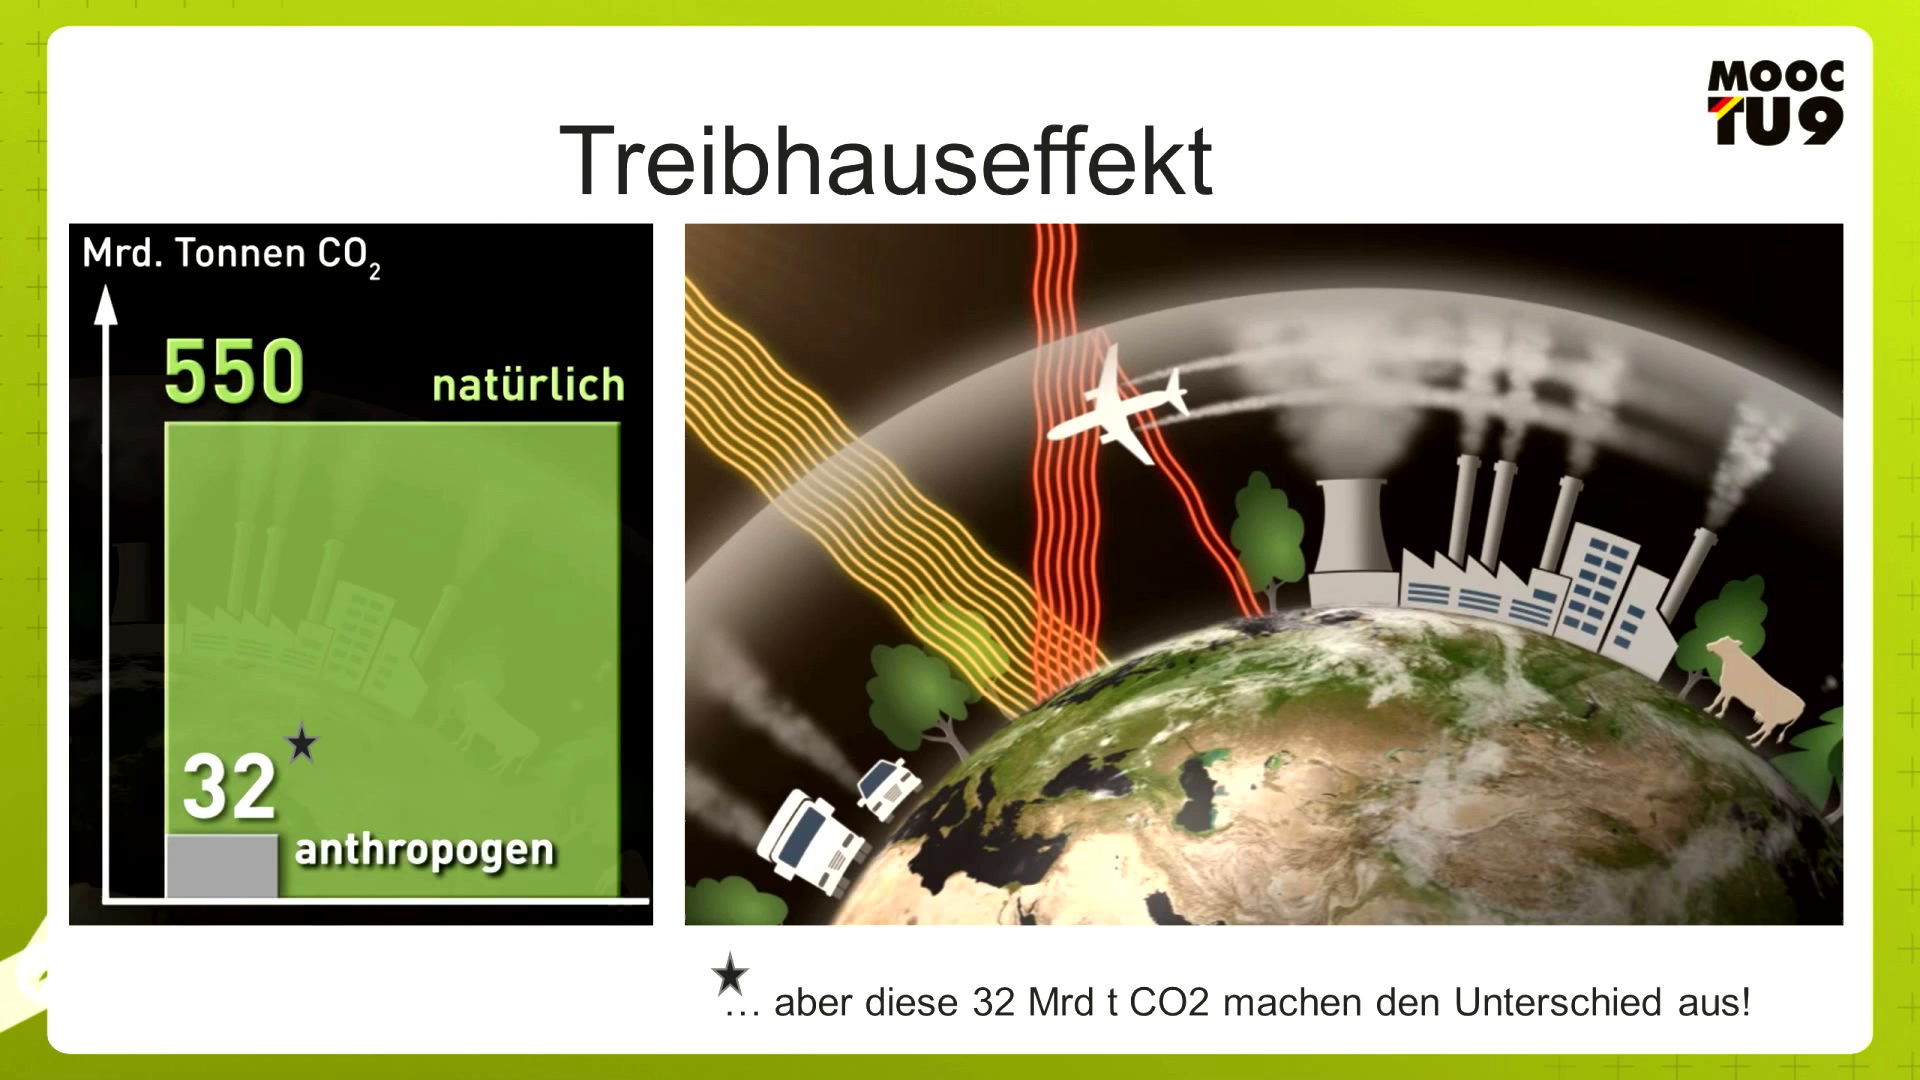 MOOC
TU9
Treibhauseffekt
Mrd. Tonnen CO₂
550 natürlich
32
anthropogen
… aber diese 32 Mrd t CO2 machen den Unterschied aus!